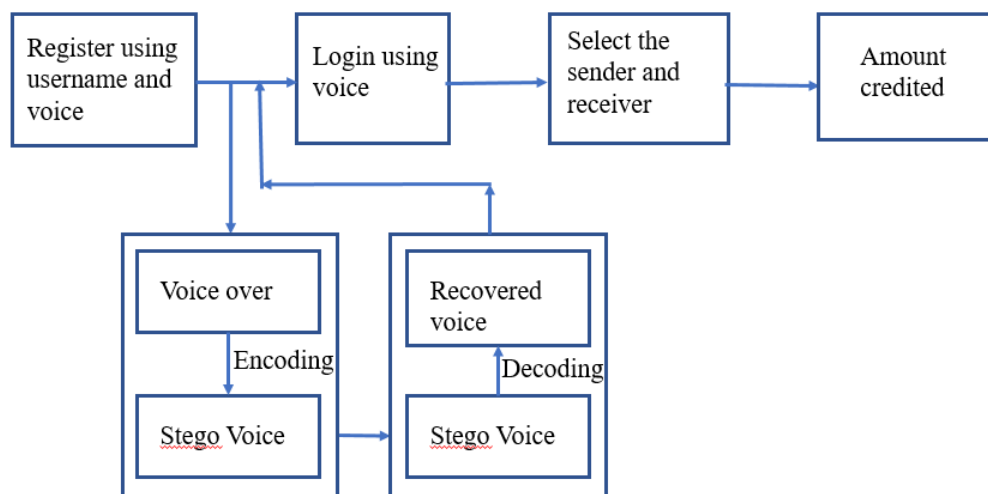 Register using
username and
voice
Login using
voice
Select the
sender and
receiver
Amount
credited
Voice over
Encoding
Stego Voice
Recovered
voice
Decoding
Stego Voice